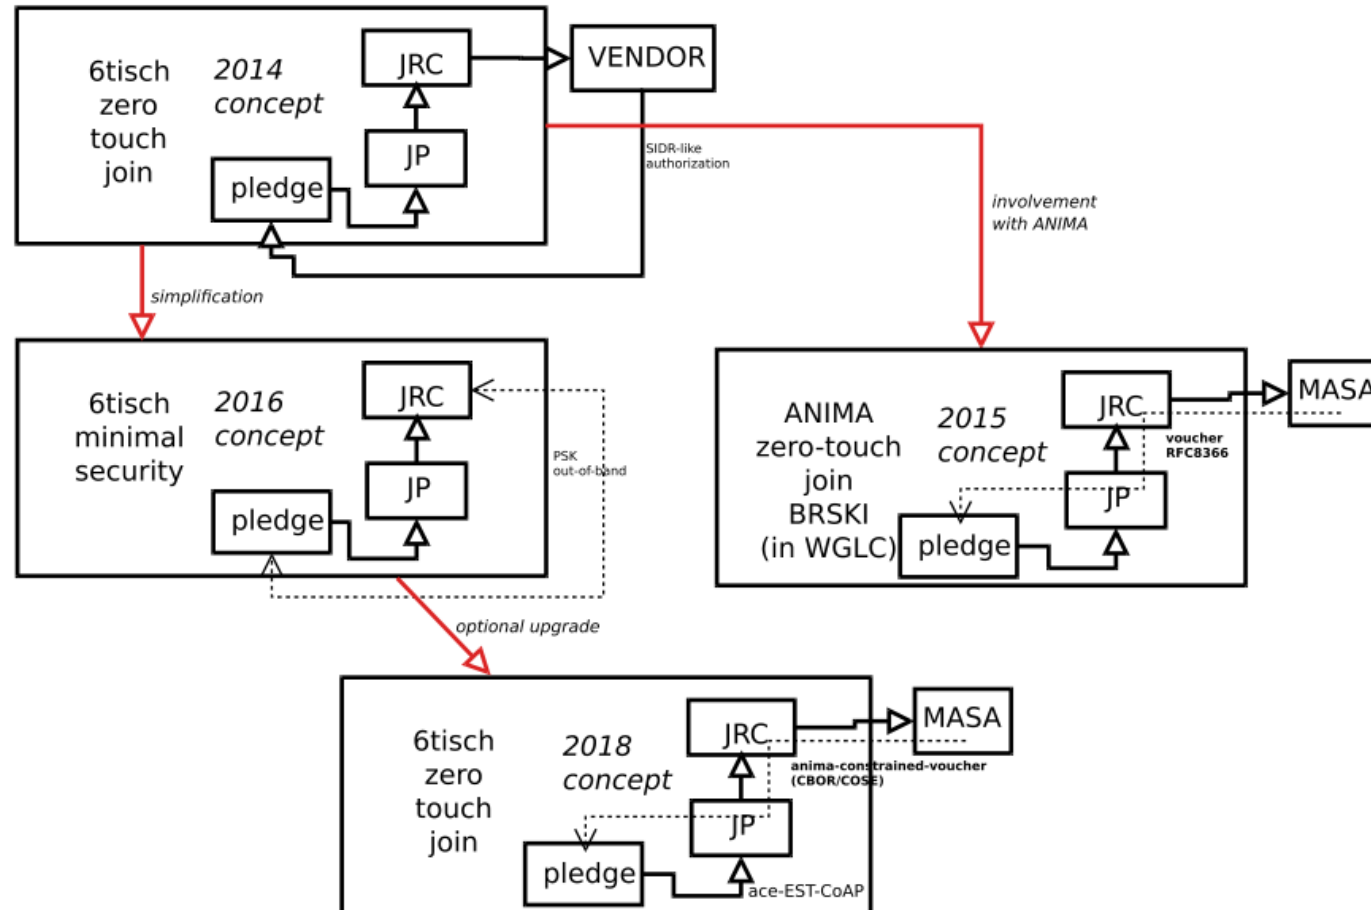 6tisch
zero
touch
join
2014
concept
JRC
JP
pledge
VENDOR
SIDR-like
authorization
involvement
with ANIMA
simplification
6tisch
minimal
security
2016
concept
JRC
JP
pledge
PSK
out-of-band
ANIMA
zero-touch
join
BRSKI
(in WGLC)
2015
concept
JRC
JP
pledge
MASA
voucher
RFC8366
optional upgrade
6tisch
zero
touch
join
2018
concept
JRC
JP
pledge
MASA
anima-constrained-voucher
(CBOR/COSE)
ace-EST-CoAP